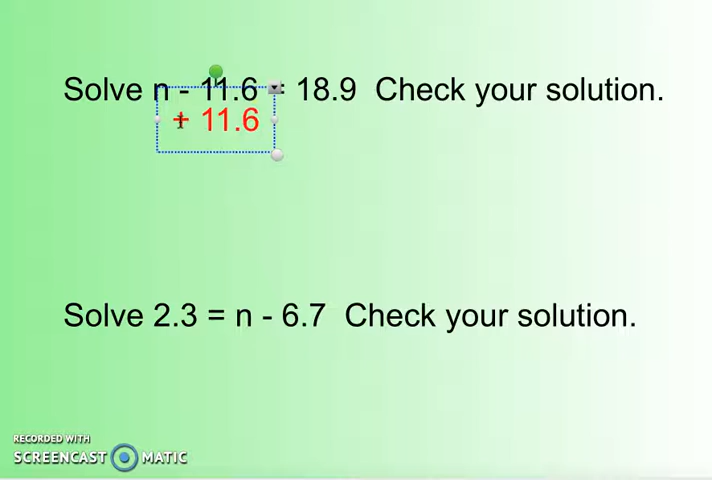 Solve n - 11.6 = 18.9  Check your solution.
+ 11.6
Solve 2.3 = n - 6.7  Check your solution.
RECORDED WITH
SCREENCAST MATIC